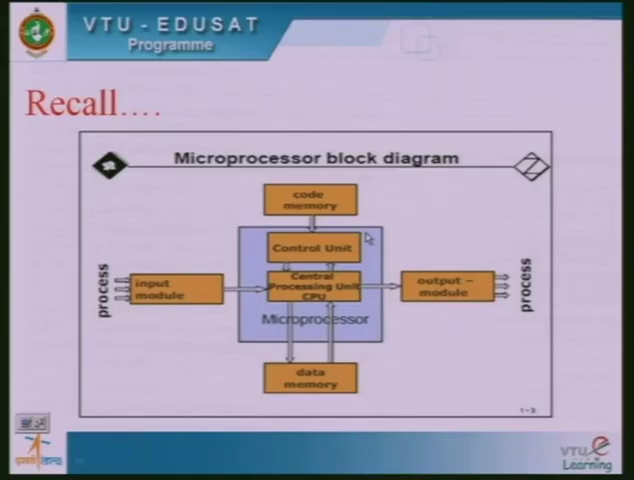 VTU - EDUSAT
Programme
Recall....
Microprocessor block diagram
code
memory
Control Unit
process
input
module
Central
Processing Unit
CPU
output –
module
process
Microprocessor
data
memory
1-3
VTU
Learning